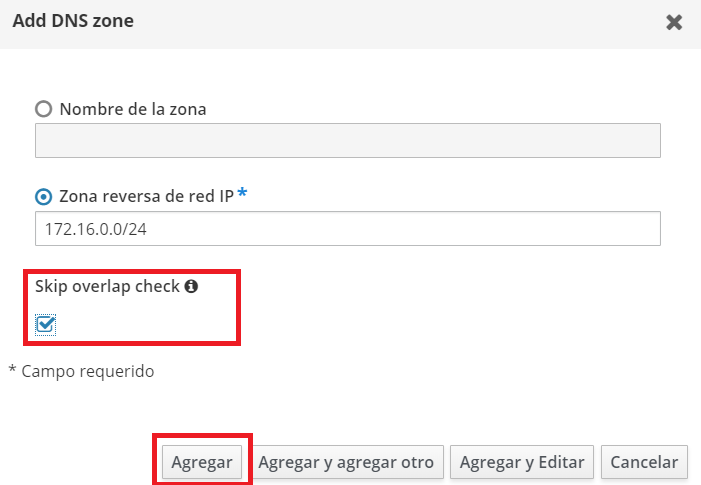 Add DNS zone
Nombre de la zona
Zona reversa de red IP *
172.16.0.0/24
Skip overlap check
* Campo requerido
Agregar Agregar y agregar otro Agregar y Editar Cancelar